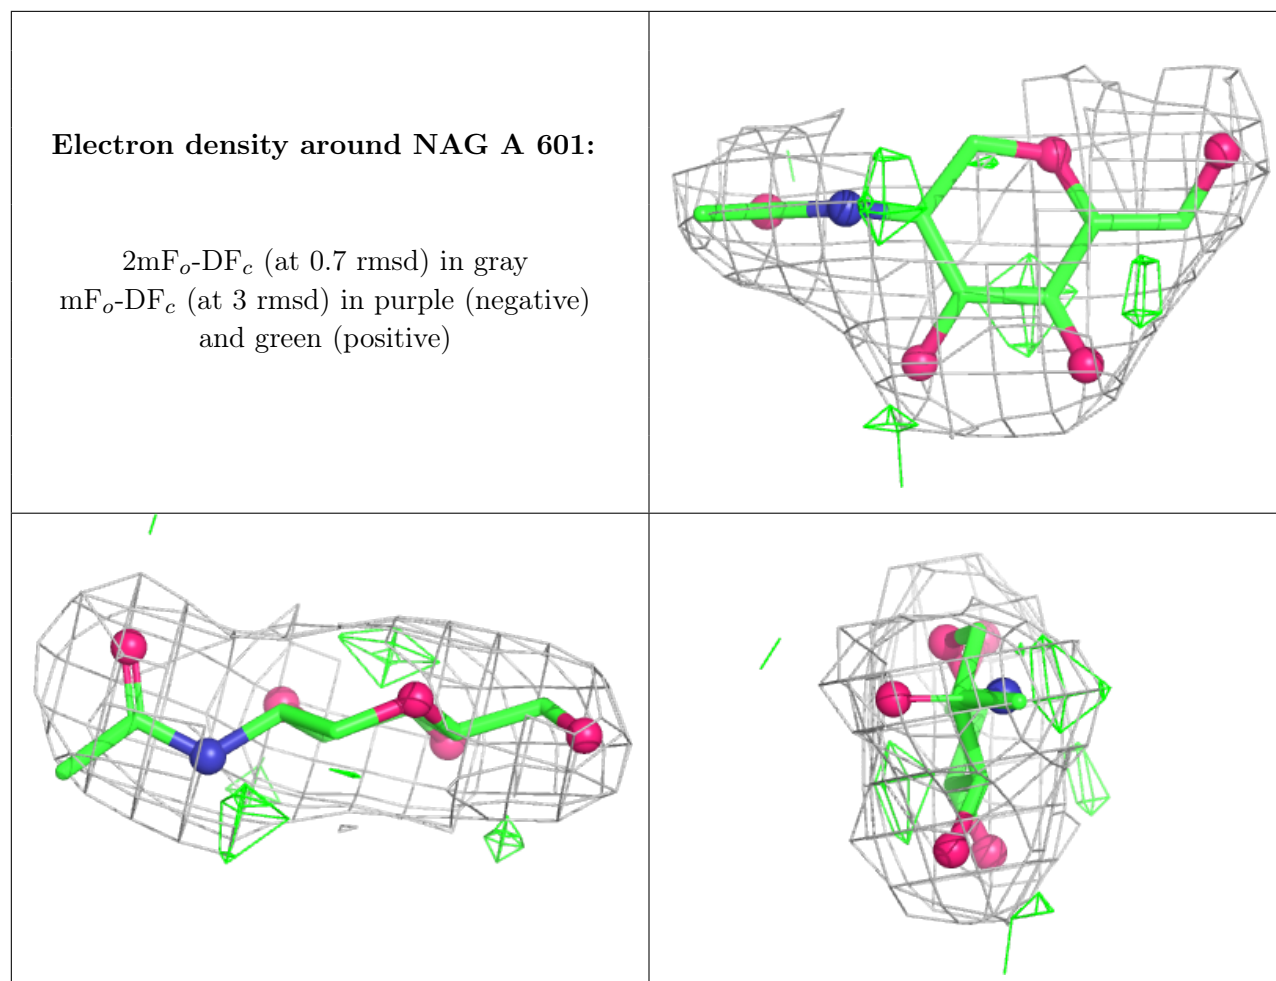 Electron density around NAG A 601:
2mFo-DFc (at 0.7 rmsd) in gray
mFo-DFc (at 3 rmsd) in purple (negative)
and green (positive)